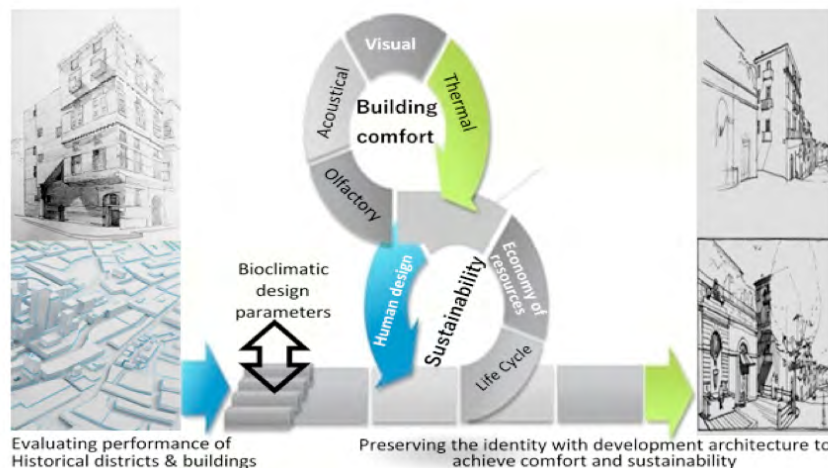 Visual
Acoustical
Building
comfort
Thermal
Olfactory
Bioclimatic
design
parameters
Human design
Sustainability
Economy of
resources
Life Cycle
Evaluating performance of
Historical districts & buildings
Preserving the identity with development architecture to
achieve comfort and sustainability